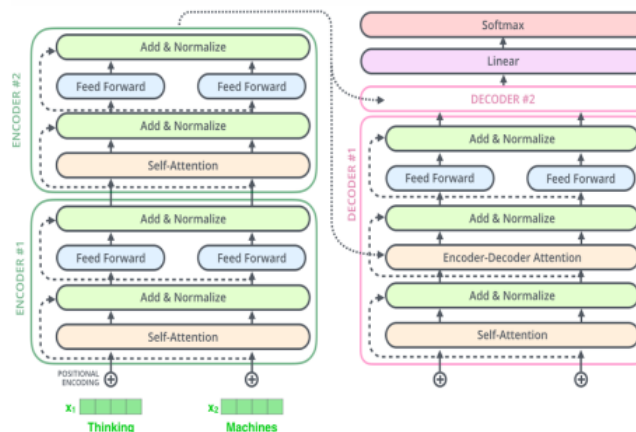 ENCODER #2
Add & Normalize
Feed Forward Feed Forward
Add & Normalize
Self-Attention
ENCODER #1
Add & Normalize
Feed Forward Feed Forward
Add & Normalize
Self-Attention
POSITIONAL
ENCODING
x1 x2
Thinking Machines
Softmax
Linear
DECODER #2
DECODER #1
Add & Normalize
Feed Forward Feed Forward
Add & Normalize
Encoder-Decoder Attention
Add & Normalize
Self-Attention